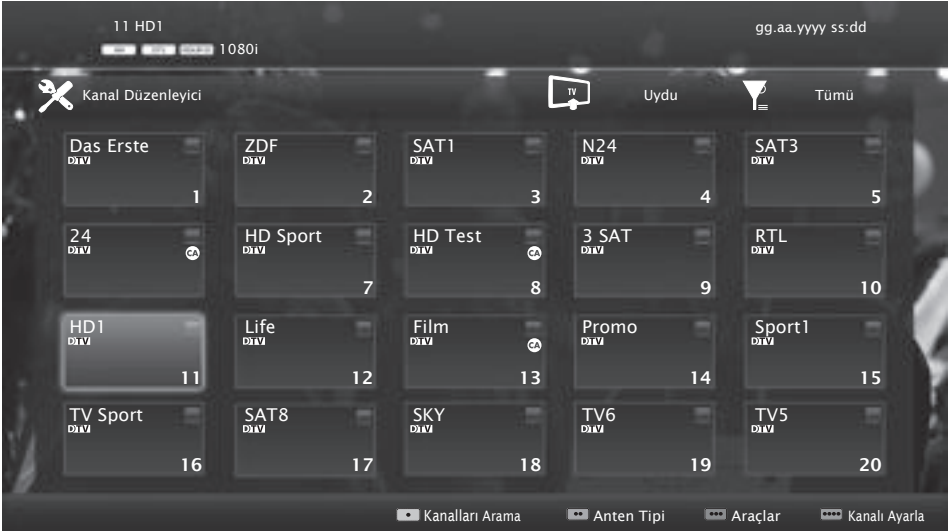 11 HD1
gg.aa.yyyy ss:dd
1080i
Kanal Düzenleyici
TV
Uydu
Tümü
Das Erste ZDF SAT1 N24 SAT3
DTV DTV DTV DTV DTV
1 2 3 4 5
24 HD Sport HD Test 3 SAT RTL
DTV CA DTV DTV CA DTV DTV
7 8 9 10
HD1 Life Film Promo Sport1
DTV DTV DTV CA DTV DTV
11 12 13 14 15
TV Sport SAT8 SKY TV6 TV5
DTV DTV DTV DTV DTV
16 17 18 19 20
Kanalları Arama Anten Tipi Araçlar Kanalı Ayarla